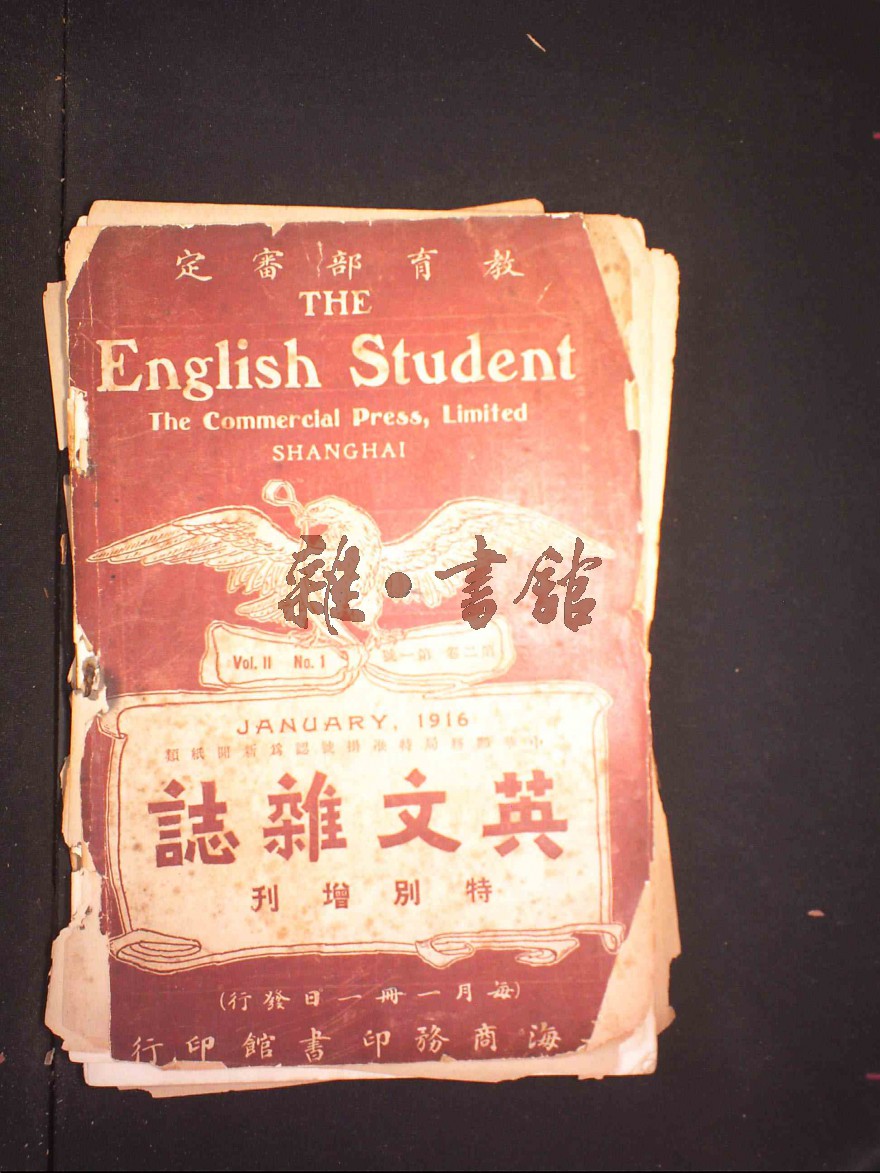 教育部審定
THE
English Student
The Commercial Press, Limited
SHANGHAI
雜•書館
Vol. II No. 1 第二卷 第一號
JANUARY, 1916
中華郵務局特准掛號認爲新聞紙類
英文雜誌
特別增刊
(每月一冊一日發行)
海商務印書館印行